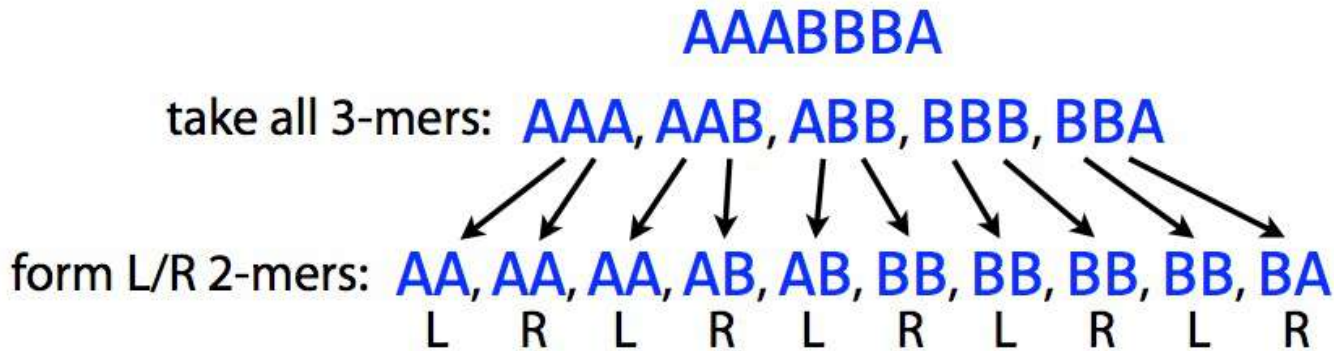 AAABBBA
take all 3-mers: AAA, AAB, ABB, BBB, BBA
form L/R 2-mers: AA, AA, AA, AB, AB, BB, BB, BB, BB, BA
L R L R L R L R L R